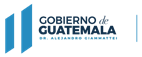 GOBIERNO de
GUATEMALA
DR. ALEJANDRO GIAMMATTEI